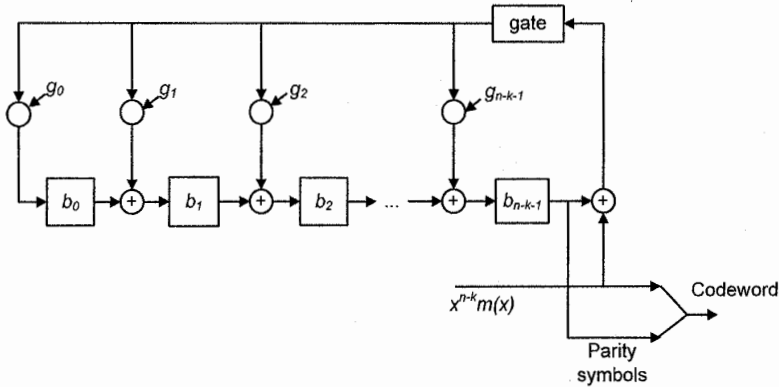 gate
g₀
g₁
g₂
gₙ₋ₖ₋₁
b₀
+
b₁
+
b₂
...
+
bₙ₋ₖ₋₁
+
xⁿ⁻ᵏm(x)
Codeword
Parity
symbols